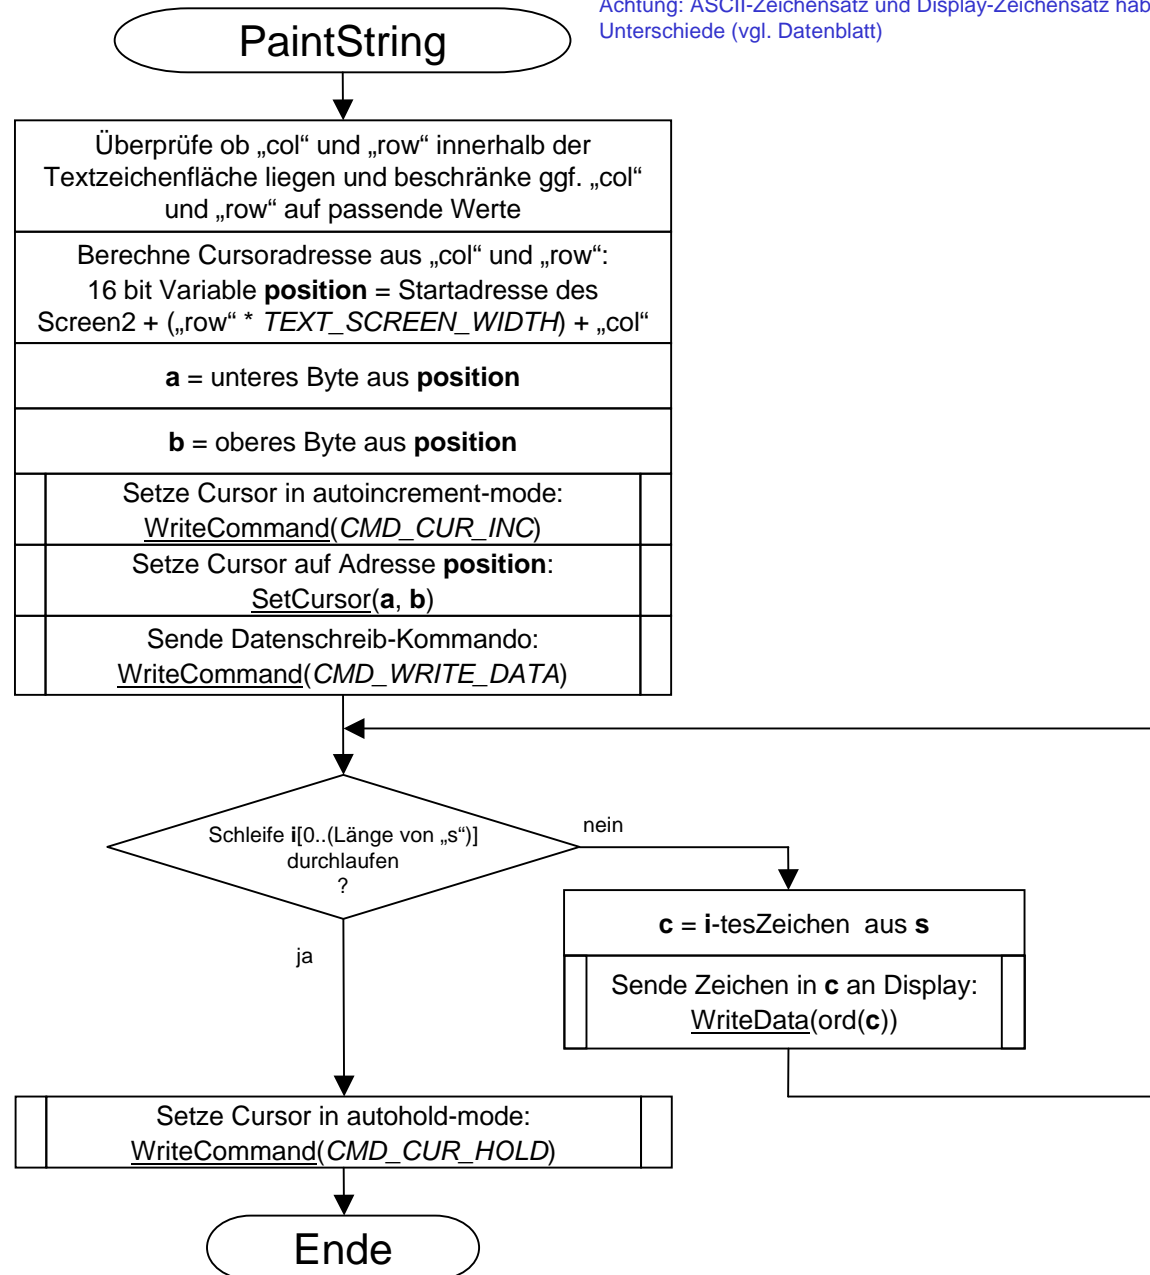 Achtung: ASCII-Zeichensatz und Display-Zeichensatz hab
Unterschiede (vgl. Datenblatt)
PaintString
Überprüfe ob „col“ und „row“ innerhalb der
Textzeichenfläche liegen und beschränke ggf. „col“
und „row“ auf passende Werte
Berechne Cursoradresse aus „col“ und „row“:
16 bit Variable position = Startadresse des
Screen2 + („row“ * TEXT_SCREEN_WIDTH) + „col“
a = unteres Byte aus position
b = oberes Byte aus position
Setze Cursor in autoincrement-mode:
WriteCommand(CMD_CUR_INC)
Setze Cursor auf Adresse position:
SetCursor(a, b)
Sende Datenschreib-Kommando:
WriteCommand(CMD_WRITE_DATA)
Schleife i[0..(Länge von „s“)]
durchlaufen
?
nein
c = i-tesZeichen aus s
Sende Zeichen in c an Display:
WriteData(ord(c))
ja
Setze Cursor in autohold-mode:
WriteCommand(CMD_CUR_HOLD)
Ende